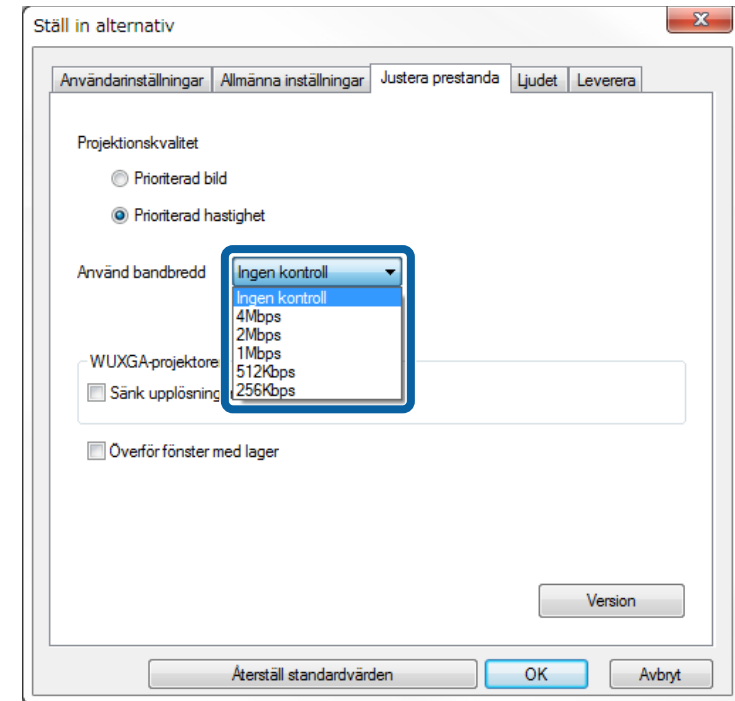 Ställ in alternativ
Användarinställningar Allmänna inställningar Justera prestanda Ljudet Leverera
Projektionskvalitet
Prioriterad bild
Prioriterad hastighet
Använd bandbredd Ingen kontroll
Ingen kontroll
4Mbps
2Mbps
1Mbps
512Kbps
256Kbps
WUXGA-projektore
Sänk upplösning
Överför fönster med lager
Version
Återställ standardvärden OK Avbryt